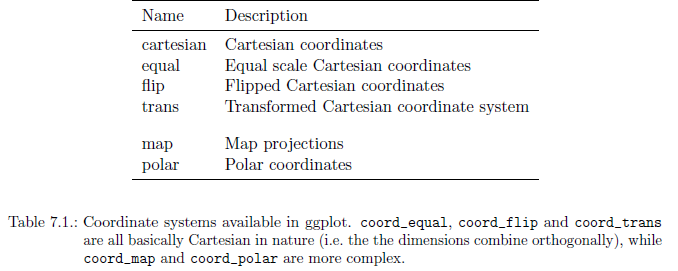 Name Description
cartesian Cartesian coordinates
equal Equal scale Cartesian coordinates
flip Flipped Cartesian coordinates
trans Transformed Cartesian coordinate system
map Map projections
polar Polar coordinates
Table 7.1.: Coordinate systems available in ggplot. coord_equal, coord_flip and coord_trans
are all basically Cartesian in nature (i.e. the the dimensions combine orthogonally), while
coord_map and coord_polar are more complex.